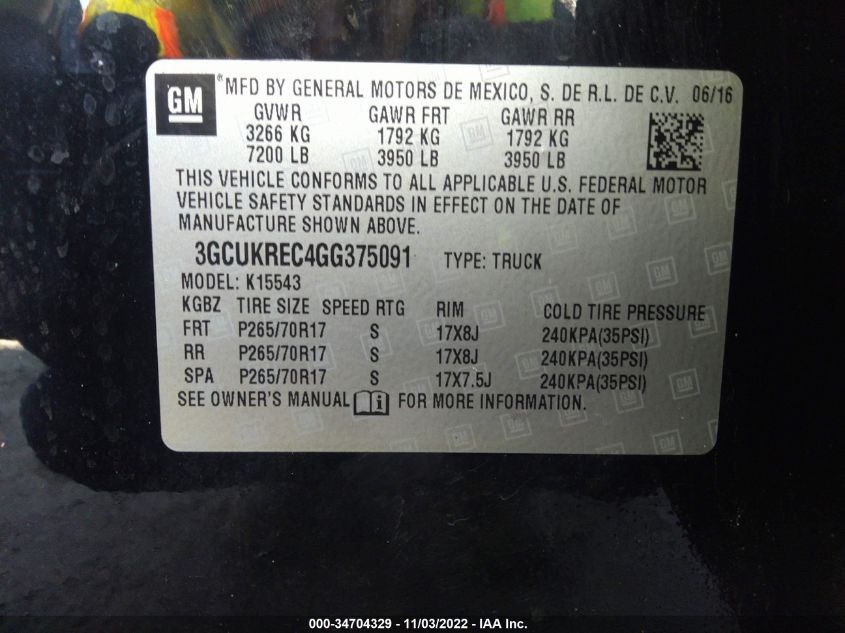 GM ® MFD BY GENERAL MOTORS DE MEXICO, S. DE R.L. DE C.V. 06/16
GVWR GAWR FRT GAWR RR
3266 KG 1792 KG 1792 KG
7200 LB 3950 LB 3950 LB
THIS VEHICLE CONFORMS TO ALL APPLICABLE U.S. FEDERAL MOTOR
VEHICLE SAFETY STANDARDS IN EFFECT ON THE DATE OF
MANUFACTURE SHOWN ABOVE.
3GCUKREC4GG375091 TYPE: TRUCK
MODEL: K15543
KGBZ TIRE SIZE SPEED RTG RIM COLD TIRE PRESSURE
FRT P265/70R17 S 17X8J 240KPA(35PSI)
RR P265/70R17 S 17X8J 240KPA(35PSI)
SPA P265/70R17 S 17X7.5J 240KPA(35PSI)
SEE OWNER'S MANUAL i FOR MORE INFORMATION.
000-34704329 - 11/03/2022 - IAA Inc.